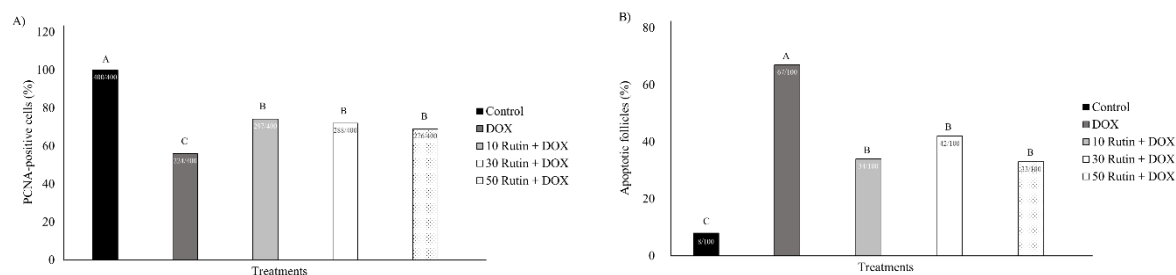 A)
120
100
80
60
40
20
0
PCNA-positive cells (%)
A
400/400
C
224/400
B
297/400
B
288/400
B
276/400
Treatments
Control
DOX
10 Rutin + DOX
30 Rutin + DOX
50 Rutin + DOX
B)
80
60
40
20
0
Apoptotic follicles (%)
C
8/100
A
67/100
B
34/100
B
42/100
B
33/100
Treatments
Control
DOX
10 Rutin + DOX
30 Rutin + DOX
50 Rutin + DOX